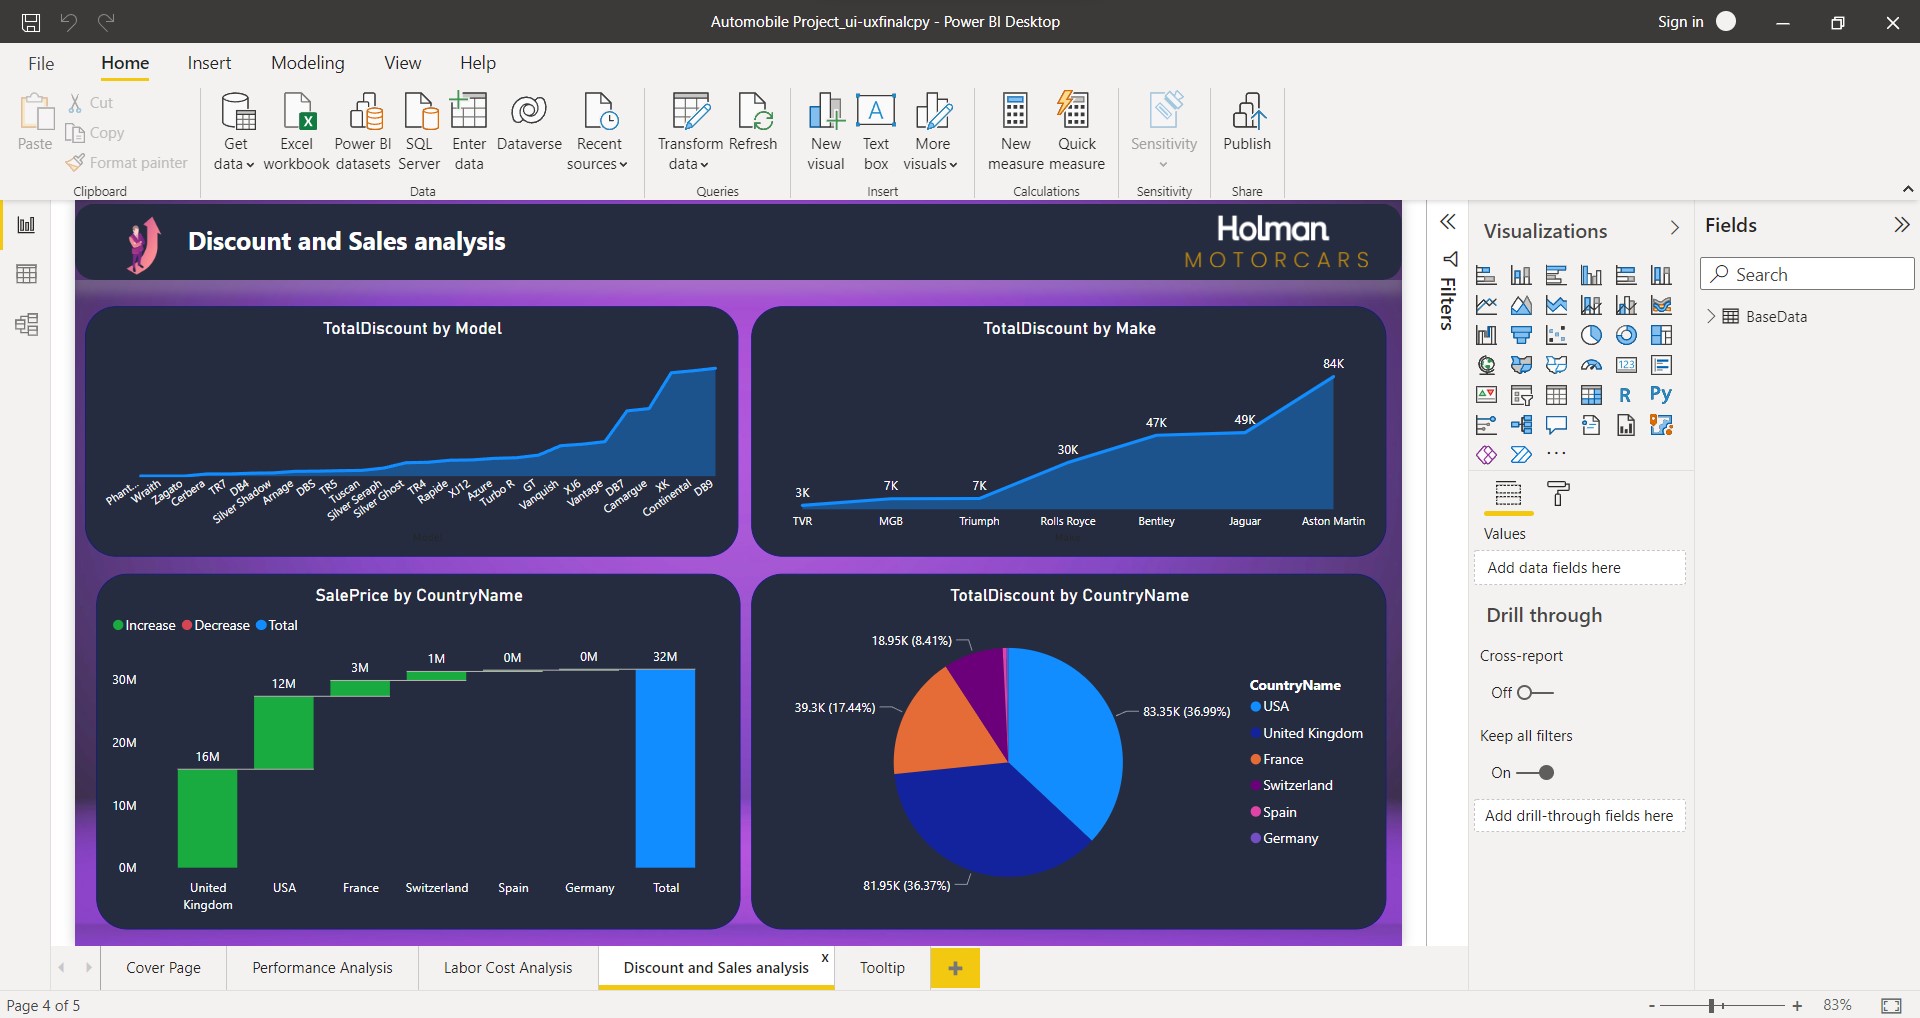 Automobile Project_ui-uxfinalcpy - Power BI Desktop
Sign in
File Home Insert Modeling View Help
Paste
Cut
Copy
Format painter
Clipboard
Get data
Excel workbook
Power BI datasets
SQL Server
Enter data
Dataverse
Recent sources
Data
Transform data
Refresh
Queries
New visual
Text box
More visuals
Insert
New measure
Quick measure
Calculations
Sensitivity
Sensitivity
Publish
Share
Discount and Sales analysis
Holman
MOTORCARS
TotalDiscount by Model
Phant...
Wraith
Zagato
Cerbera
TR7
DB4
Silver Shadow
Arnage
DBS
TR5
Tuscan
Silver Seraph
Silver Ghost
TR4
Rapide
XJ12
Azure
Turbo R
GT
Vanquish
XJ6
Vantage
DB7
Camargue
XK
Continental
DB9
Model
TotalDiscount by Make
3K 7K 7K 30K 47K 49K 84K
TVR MGB Triumph Rolls Royce Bentley Jaguar Aston Martin
Make
SalePrice by CountryName
Increase Decrease Total
30M
20M
10M
0M
16M 12M 3M 1M 0M 0M 32M
United Kingdom
USA
France
Switzerland
Spain
Germany
Total
TotalDiscount by CountryName
18.95K (8.41%)
39.3K (17.44%)
83.35K (36.99%)
81.95K (36.37%)
CountryName
USA
United Kingdom
France
Switzerland
Spain
Germany
Filters
Visualizations
123
R
Py
Values
Add data fields here
Drill through
Cross-report
Off
Keep all filters
On
Add drill-through fields here
Fields
Search
BaseData
Cover Page Performance Analysis Labor Cost Analysis Discount and Sales analysis x Tooltip +
Page 4 of 5
- + 83%